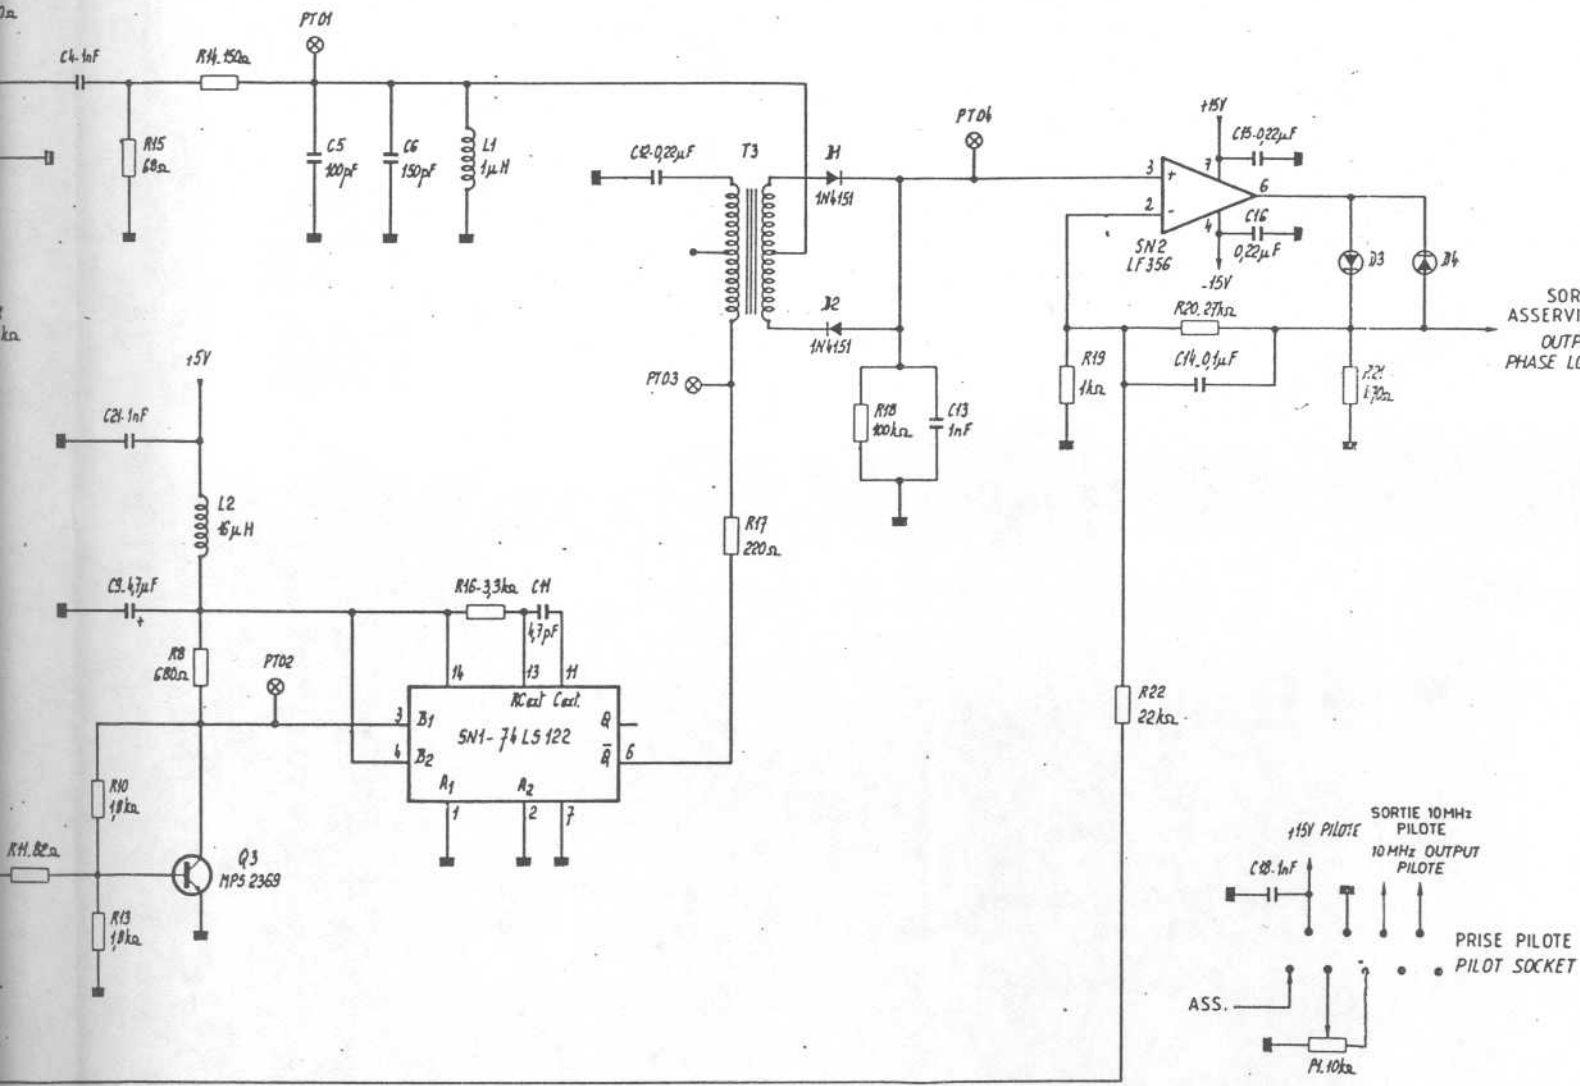 PT01
C4-1nF
R14-150Ω
R15
68Ω
C5
100pF
C6
150pF
L1
1µH
C12-0,22µF
T3
D1
1N4151
D2
1N4151
PT04
+15V
C15-0,22µF
3
+
7
6
2
-
4
C16
0,22µF
SN2
LF356
-15V
D3
D4
SOR
ASSERVI
OUTP
PHASE LO
R20.27kΩ
C14-0,1µF
R19
1kΩ
R21
kΩ
PT03
R18
100kΩ
C13
1nF
+5V
C21-1nF
L2
R17
220Ω
C9-4,7µF
+
R16-3,3kΩ
C11
4,7pF
R8
680Ω
PT02
14
13
11
RCext
Cext.
3
B1
4
B2
SN1-74LS122
Q
Q̅
6
A1
A2
1
2
7
R10
1,8kΩ
R11.82Ω
Q3
MPS 2369
R13
1,8kΩ
R22
22kΩ
+15V PILOTE
SORTIE 10MHz
PILOTE
10MHz OUTPUT
PILOTE
C18-1nF
PRISE PILOTE
PILOT SOCKET
ASS.
P1.10kΩ